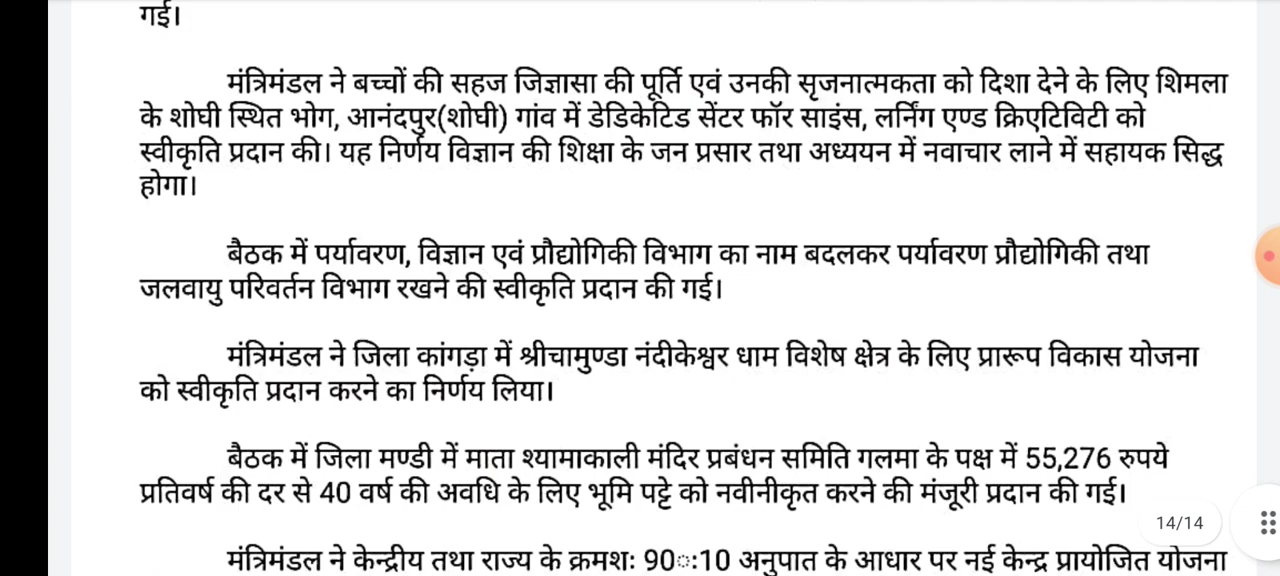 गई।
मंत्रिमंडल ने बच्चों की सहज जिज्ञासा की पूर्ति एवं उनकी सृजनात्मकता को दिशा देने के लिए शिमला
के शोघी स्थित भोग, आनंदपुर(शोघी) गांव में डेडिकेटिड सेंटर फॉर साइंस, लर्निंग एण्ड क्रिएटिविटी को
स्वीकृति प्रदान की। यह निर्णय विज्ञान की शिक्षा के जन प्रसार तथा अध्ययन में नवाचार लाने में सहायक सिद्ध
होगा।
बैठक में पर्यावरण, विज्ञान एवं प्रौद्योगिकी विभाग का नाम बदलकर पर्यावरण प्रौद्योगिकी तथा
जलवायु परिवर्तन विभाग रखने की स्वीकृति प्रदान की गई।
मंत्रिमंडल ने जिला कांगड़ा में श्रीचामुण्डा नंदीकेश्वर धाम विशेष क्षेत्र के लिए प्रारूप विकास योजना
को स्वीकृति प्रदान करने का निर्णय लिया।
बैठक में जिला मण्डी में माता श्यामाकाली मंदिर प्रबंधन समिति गलमा के पक्ष में 55,276 रुपये
प्रतिवर्ष की दर से 40 वर्ष की अवधि के लिए भूमि पट्टे को नवीनीकृत करने की मंजूरी प्रदान की गई।
14/14
मंत्रिमंडल ने केन्द्रीय तथा राज्य के क्रमशः 90ः:10 अनुपात के आधार पर नई केन्द्र प्रायोजित योजना